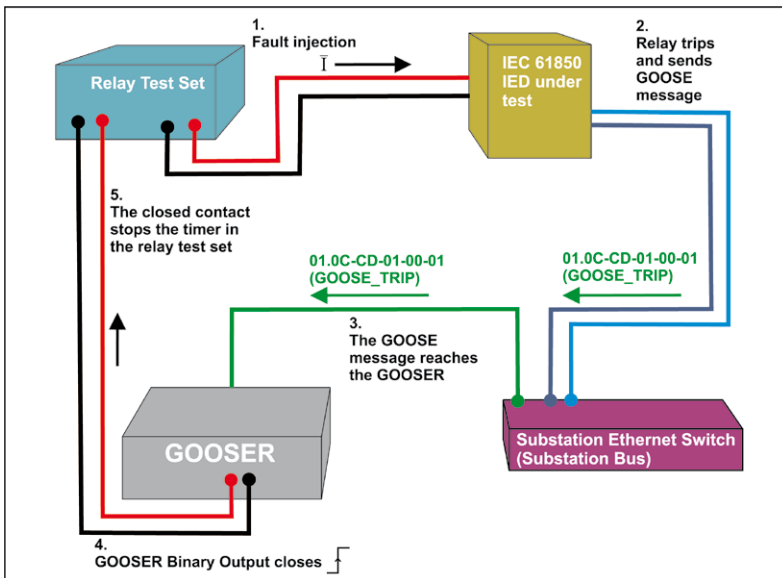 1.
Fault injection
I
Relay Test Set
IEC 61850
IED under
test
2.
Relay trips
and sends
GOOSE
message
5.
The closed contact
stops the timer in
the relay test set
01.0C-CD-01-00-01
(GOOSE_TRIP)
01.0C-CD-01-00-01
(GOOSE_TRIP)
3.
The GOOSE
message reaches
the GOOSER
GOOSER
Substation Ethernet Switch
(Substation Bus)
4.
GOOSER Binary Output closes